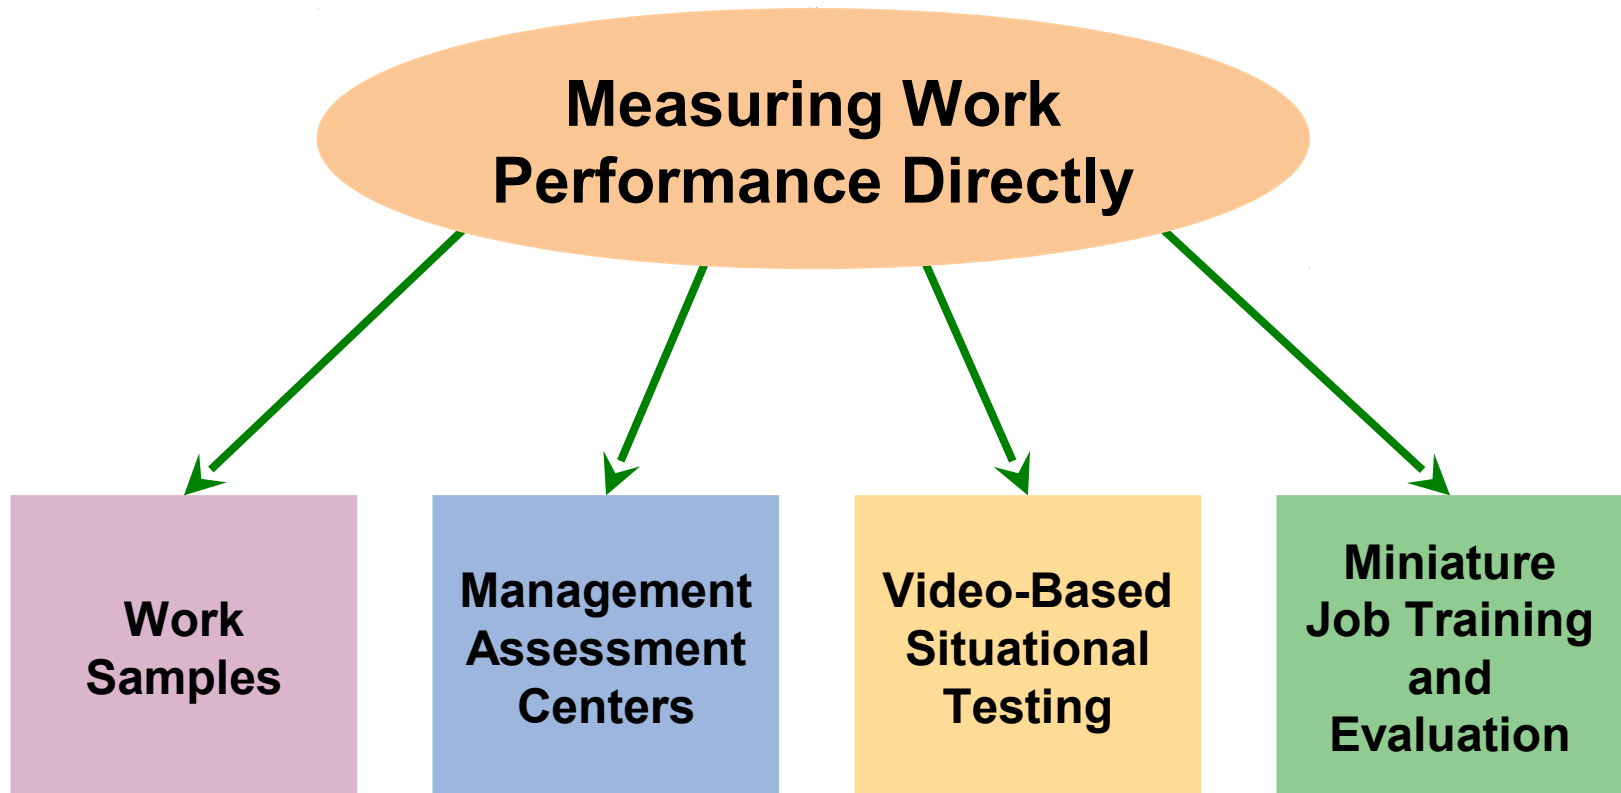 Measuring Work
Performance Directly
Work
Samples
Management
Assessment
Centers
Video-Based
Situational
Testing
Miniature
Job Training
and
Evaluation